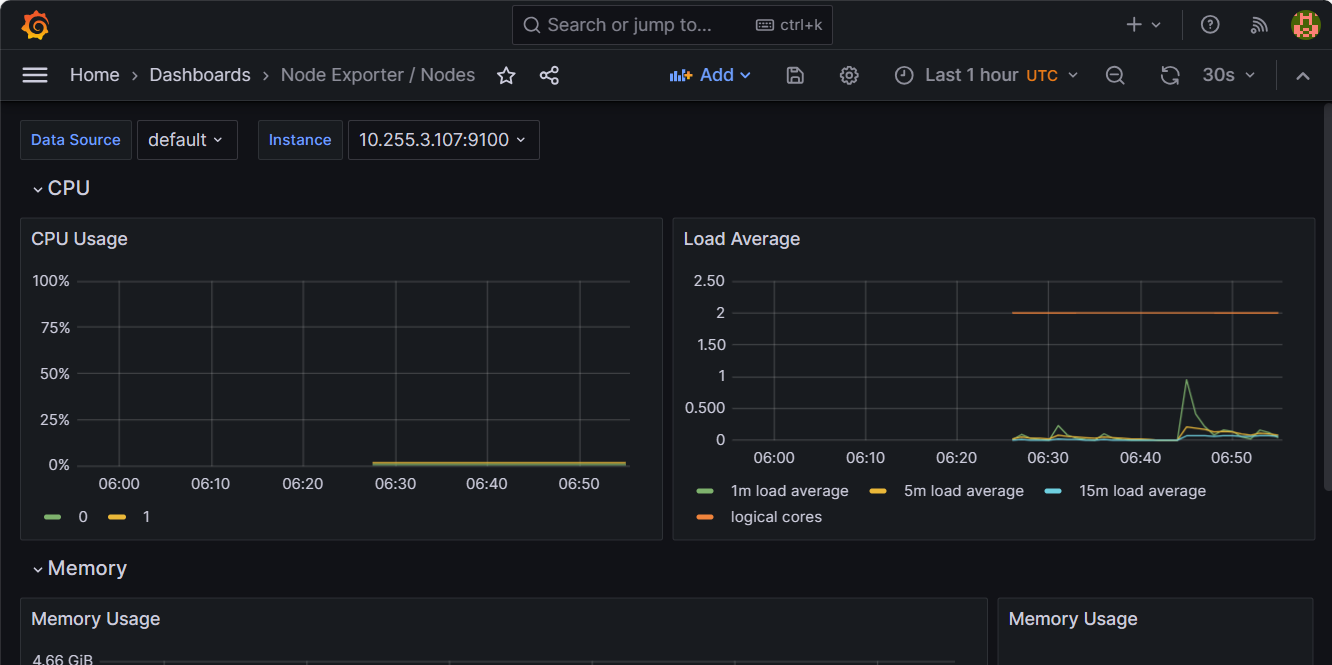 Search or jump to... ctrl+k
Home › Dashboards › Node Exporter / Nodes Add Last 1 hour UTC 30s
Data Source default Instance 10.255.3.107:9100
CPU
CPU Usage
100%
75%
50%
25%
0%
06:00 06:10 06:20 06:30 06:40 06:50
0 1
Load Average
2.50
2
1.50
1
0.500
0
06:00 06:10 06:20 06:30 06:40 06:50
1m load average 5m load average 15m load average
logical cores
Memory
Memory Usage
4.66 GiB
Memory Usage